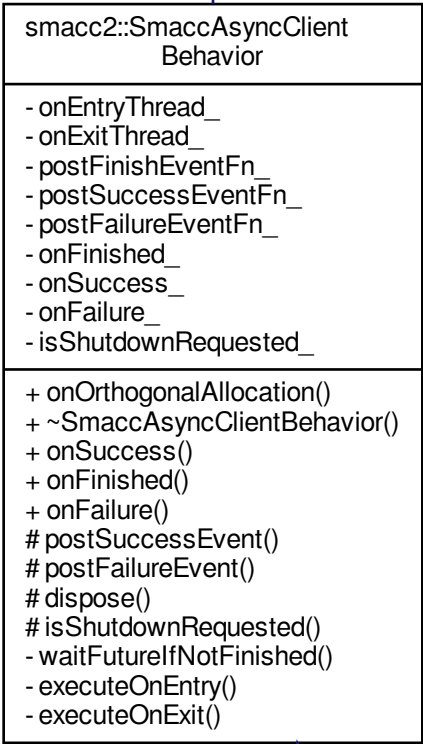 smacc2::SmaccAsyncClient
Behavior
- onEntryThread_
- onExitThread_
- postFinishEventFn_
- postSuccessEventFn_
- postFailureEventFn_
- onFinished_
- onSuccess_
- onFailure_
- isShutdownRequested_
+ onOrthogonalAllocation()
+ ~SmaccAsyncClientBehavior()
+ onSuccess()
+ onFinished()
+ onFailure()
# postSuccessEvent()
# postFailureEvent()
# dispose()
# isShutdownRequested()
- waitFutureIfNotFinished()
- executeOnEntry()
- executeOnExit()